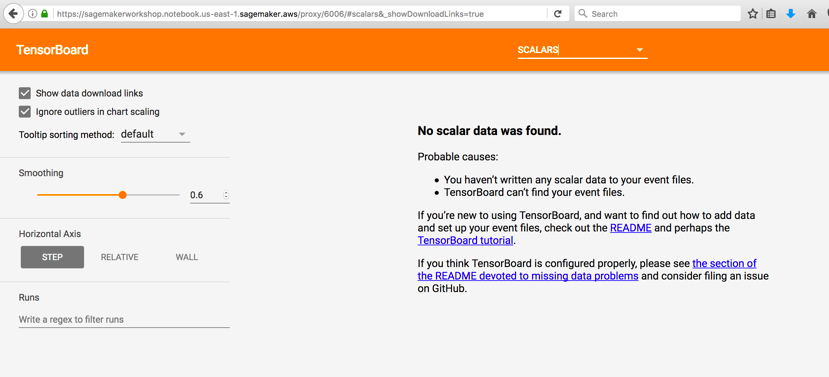 https://sagemakerworkshop.notebook.us-east-1.sagemaker.aws/proxy/6006/#scalars&_showDownloadLinks=true
Search
TensorBoard
SCALARS
Show data download links
Ignore outliers in chart scaling
Tooltip sorting method: default
Smoothing
0.6
Horizontal Axis
STEP RELATIVE WALL
Runs
Write a regex to filter runs
No scalar data was found.
Probable causes:
• You haven't written any scalar data to your event files.
• TensorBoard can't find your event files.
If you're new to using TensorBoard, and want to find out how to add data
and set up your event files, check out the README and perhaps the
TensorBoard tutorial.
If you think TensorBoard is configured properly, please see the section of
the README devoted to missing data problems and consider filing an issue
on GitHub.